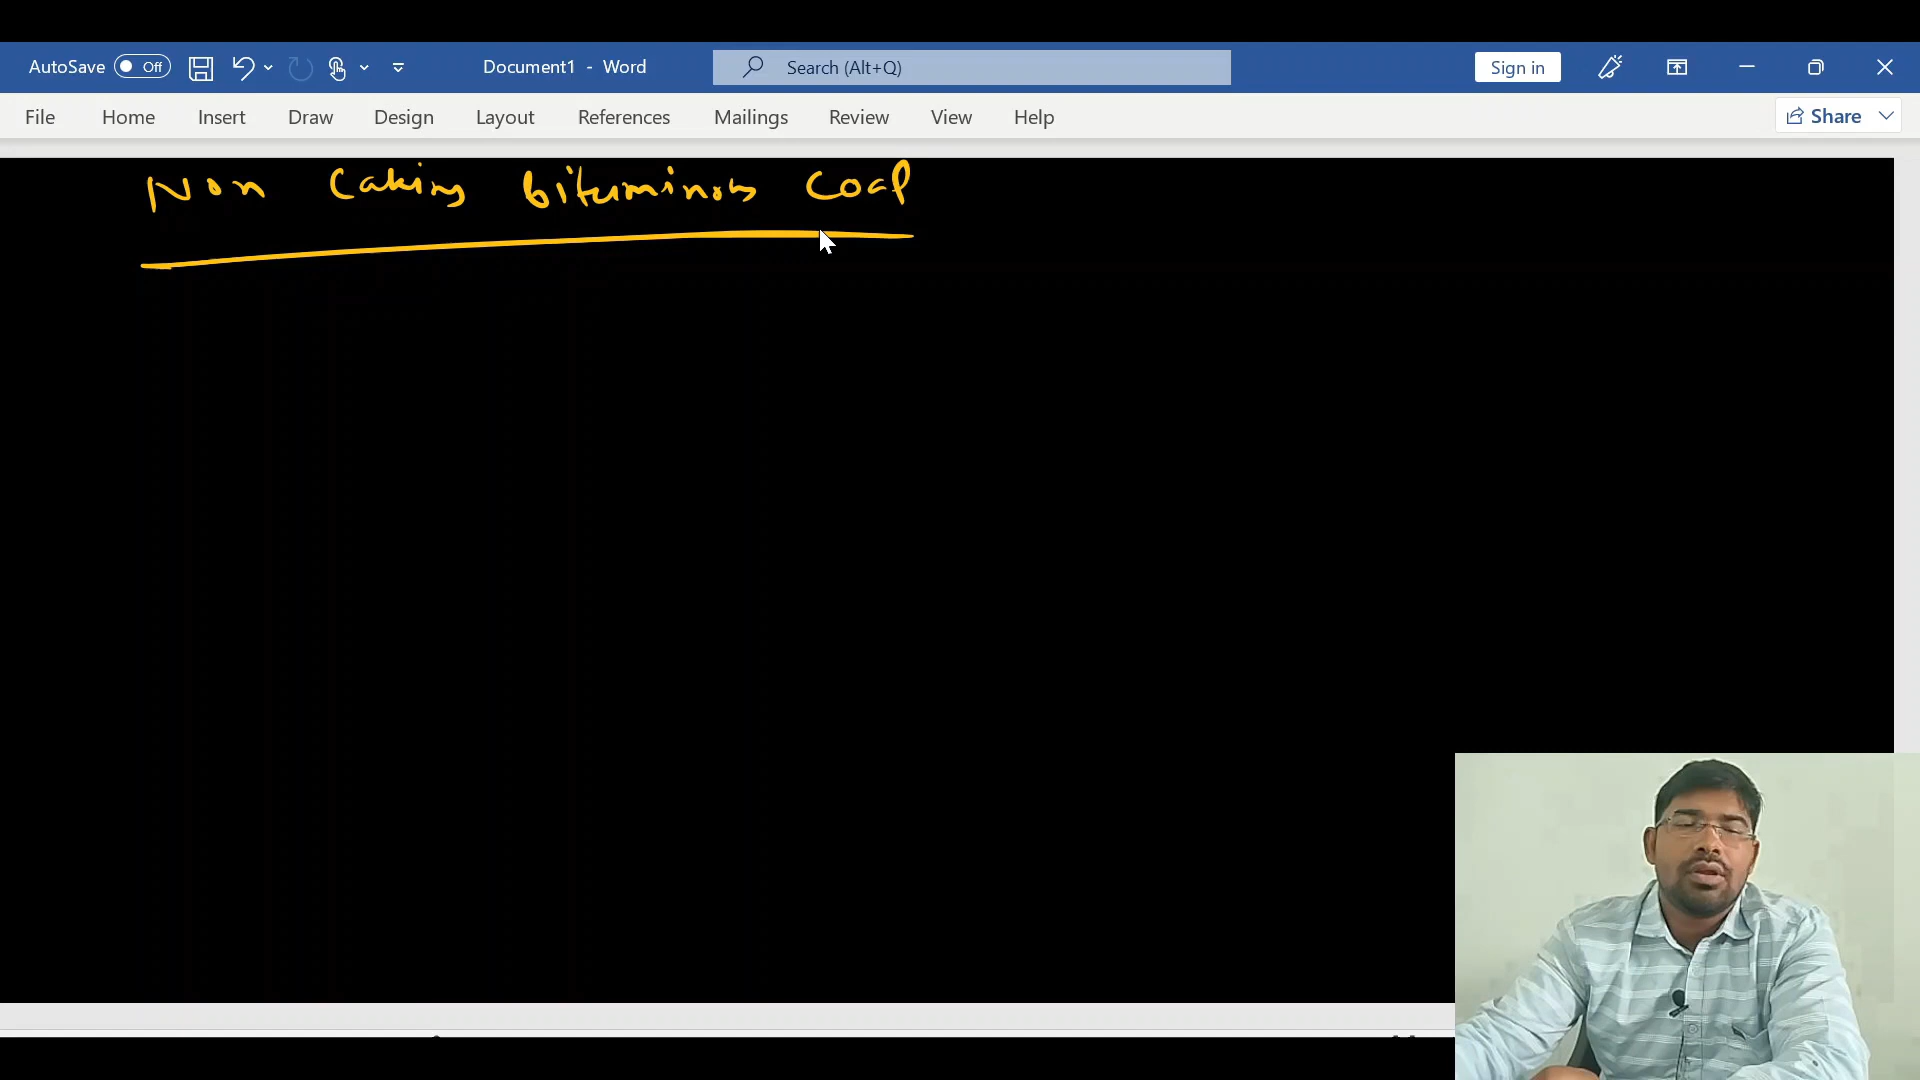 AutoSave Off Document1 - Word Search (Alt+Q) Sign in
File Home Insert Draw Design Layout References Mailings Review View Help Share
Non Caking bituminous Coal